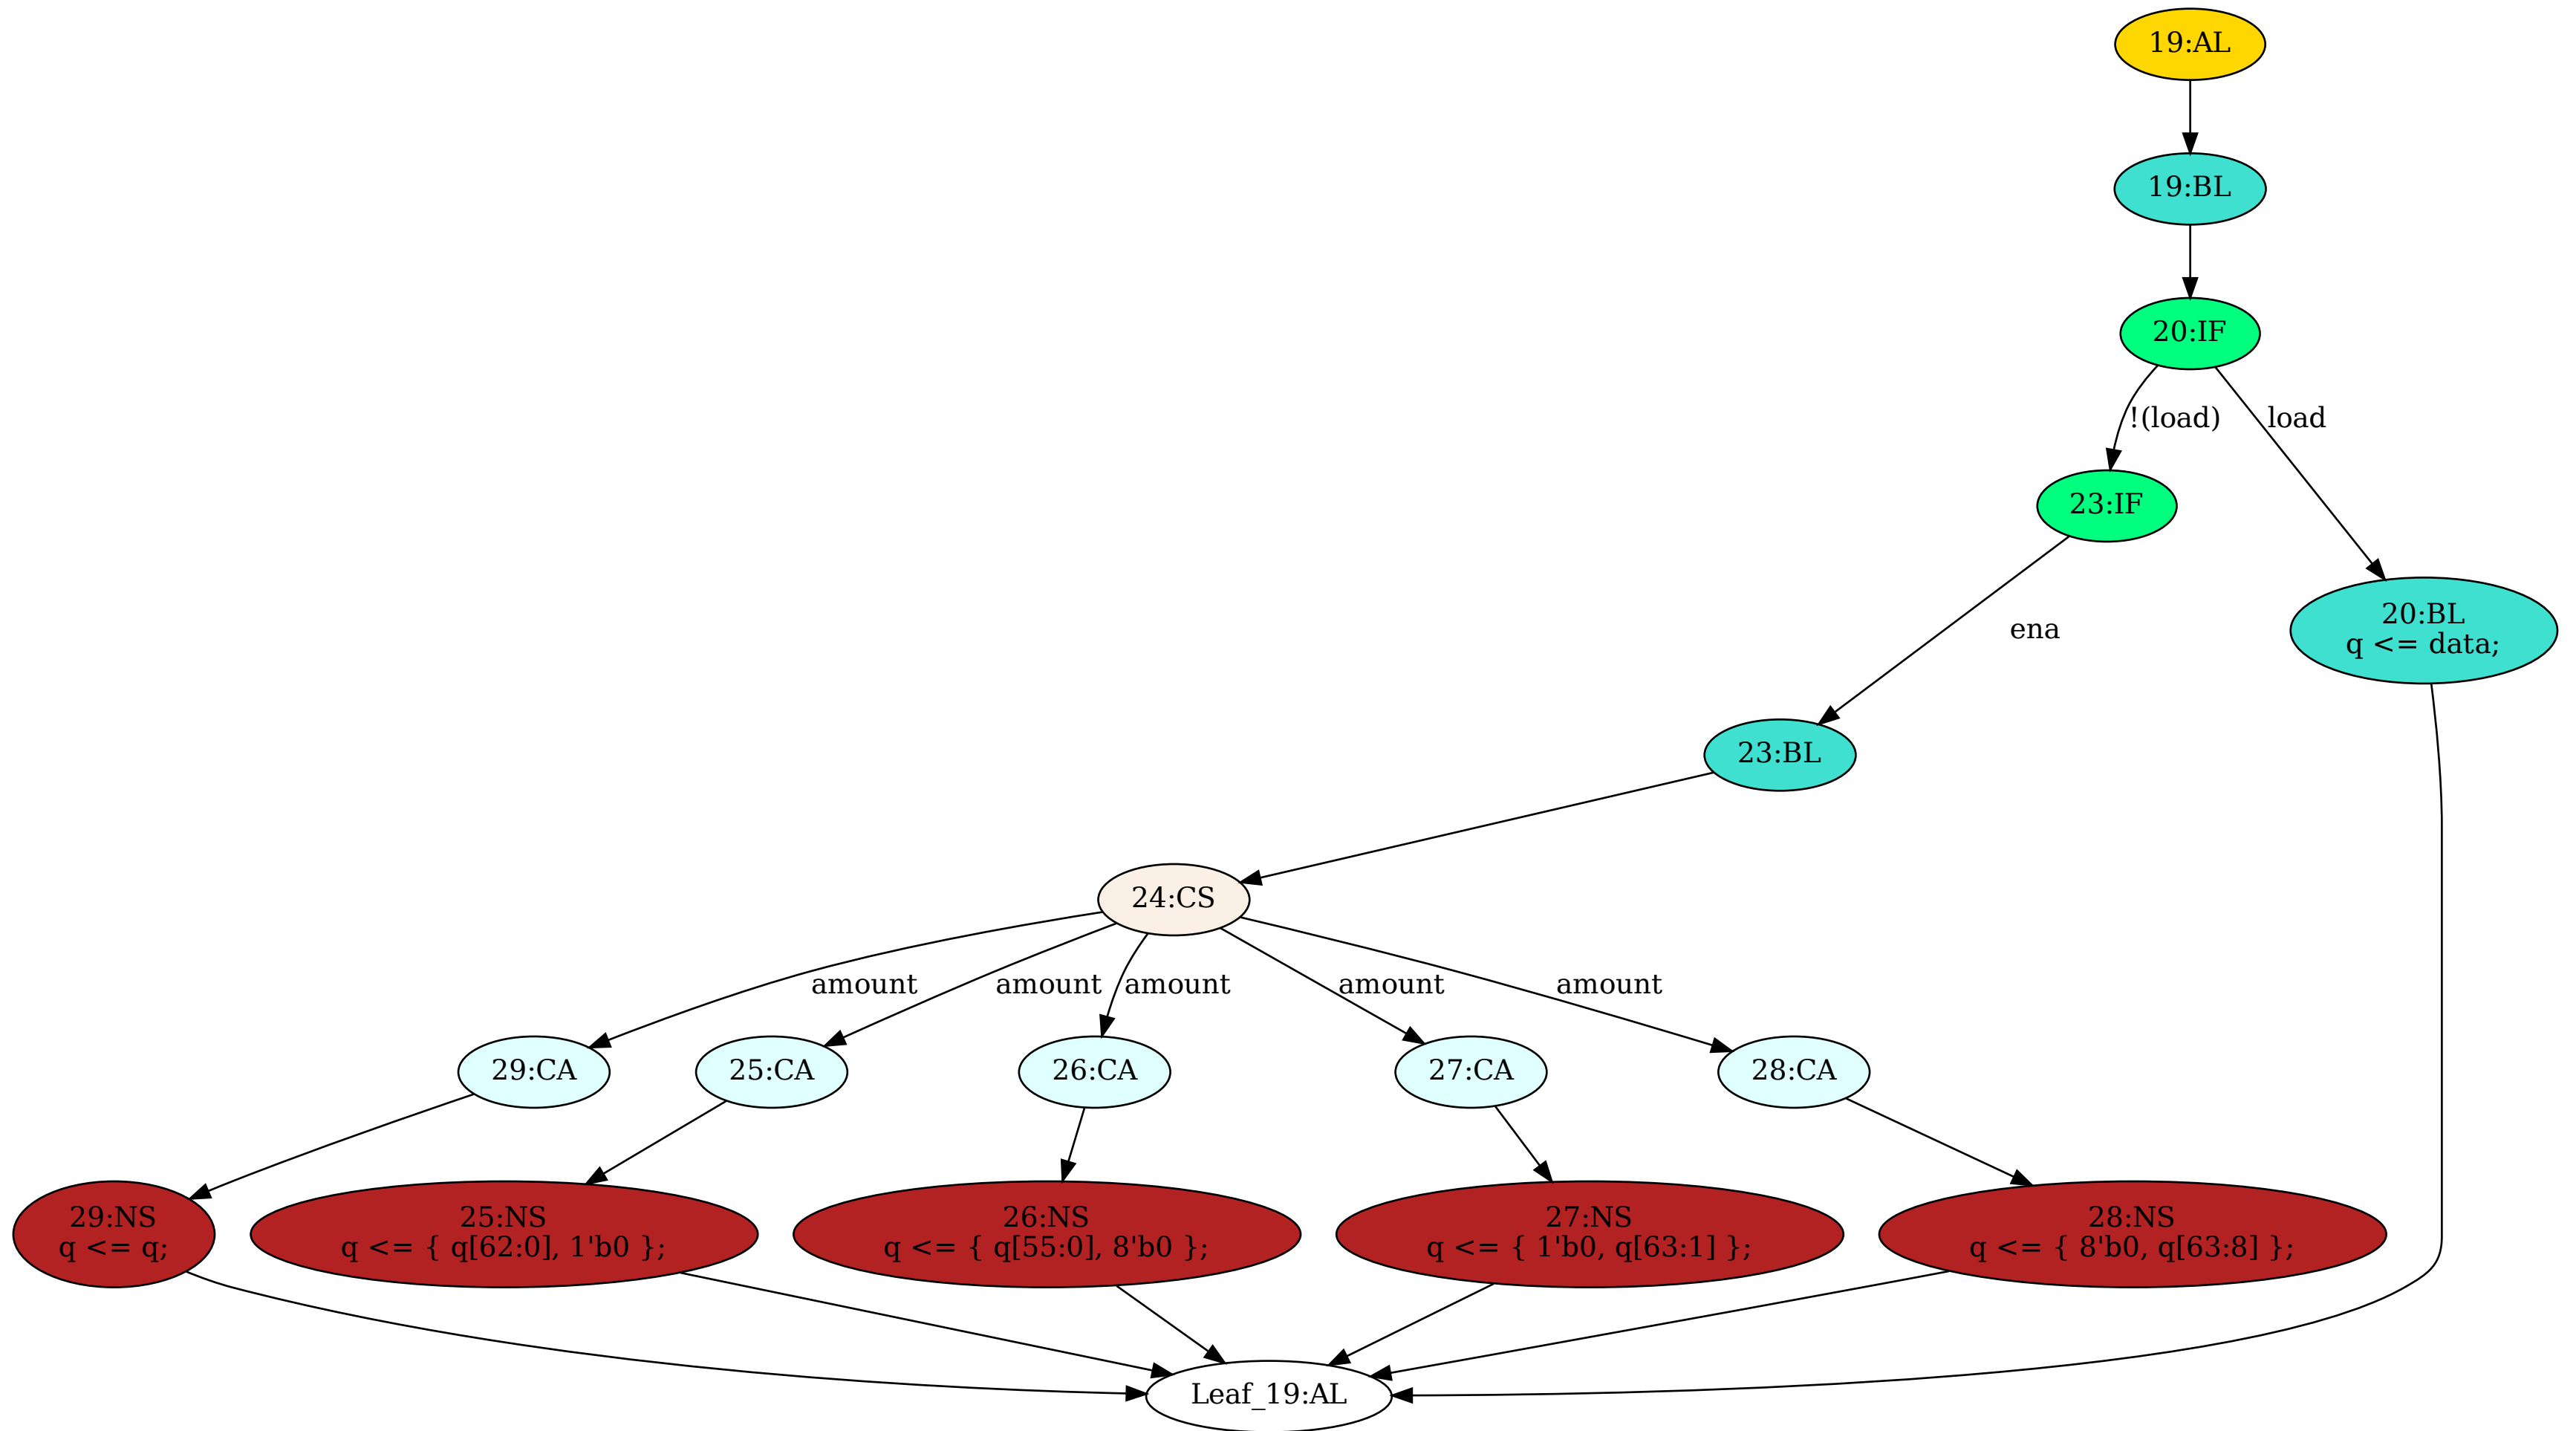 19:AL
19:BL
20:IF
!(load)
load
23:IF
20:BL
q <= data;
ena
23:BL
24:CS
amount
amount
amount
amount
amount
29:CA
25:CA
26:CA
27:CA
28:CA
29:NS
q <= q;
25:NS
q <= { q[62:0], 1'b0 };
26:NS
q <= { q[55:0], 8'b0 };
27:NS
q <= { 1'b0, q[63:1] };
28:NS
q <= { 8'b0, q[63:8] };
Leaf_19:AL